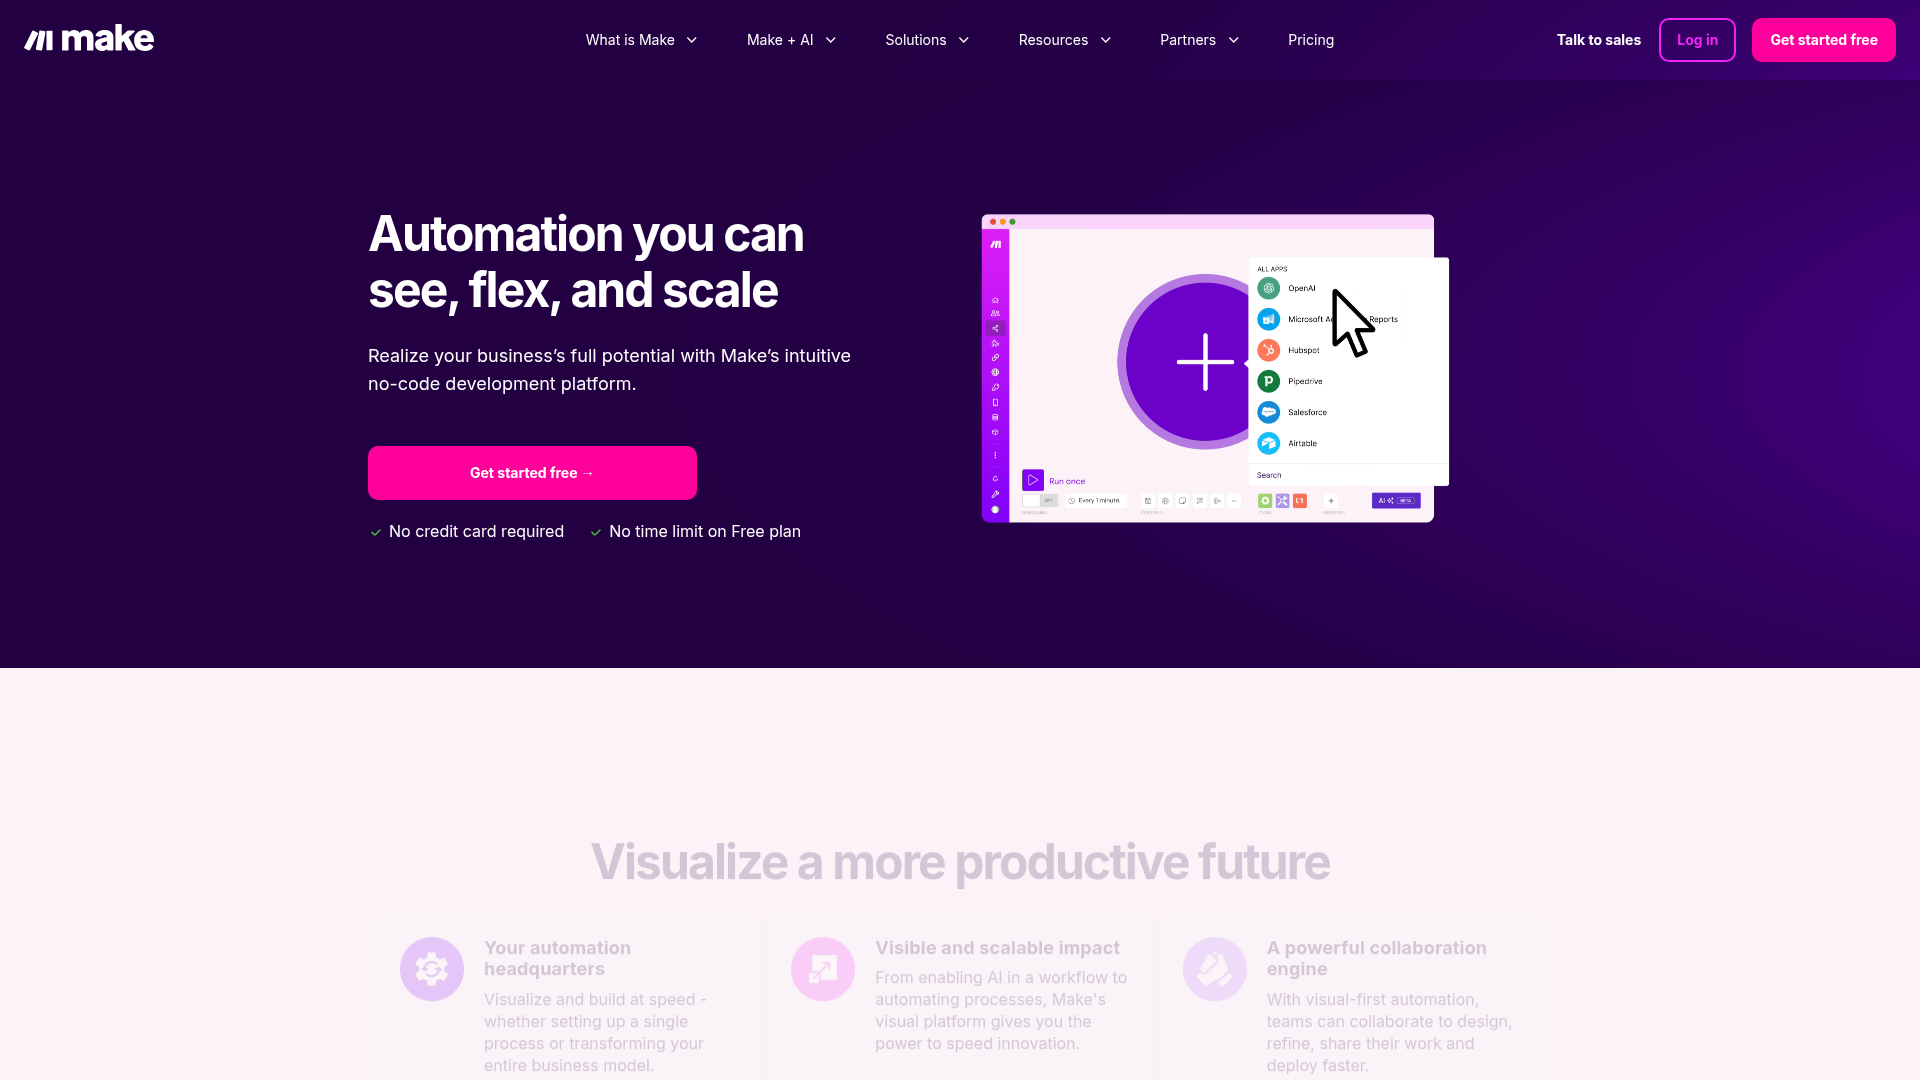 make
What is Make
Make + AI
Solutions
Resources
Partners
Pricing
Talk to sales
Log in
Get started free
Automation you can
see, flex, and scale
Realize your business’s full potential with Make’s intuitive
no-code development platform.
Get started free →
No credit card required
No time limit on Free plan
ALL APPS
OpenAI
Microsoft Reports
Hubspot
Pipedrive
Salesforce
Airtable
Search
Run once
OFF
Every 1 minute.
AI BETA
SCHEDULING
CONTROLS
TOOLS
FAVORITES
Visualize a more productive future
Your automation
headquarters
Visualize and build at speed -
whether setting up a single
process or transforming your
entire business model.
Visible and scalable impact
From enabling AI in a workflow to
automating processes, Make's
visual platform gives you the
power to speed innovation.
A powerful collaboration
engine
With visual-first automation,
teams can collaborate to design,
refine, share their work and
deploy faster.